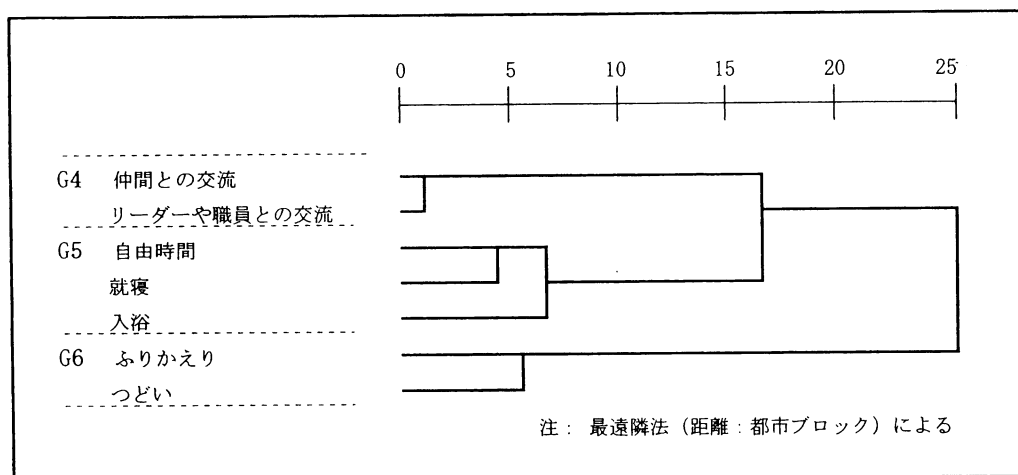 0 5 10 15 20 25
G4 仲間との交流
リーダーや職員との交流
G5 自由時間
就寝
入浴
G6 ふりかえり
つどい
注： 最遠隣法（距離：都市ブロック）による